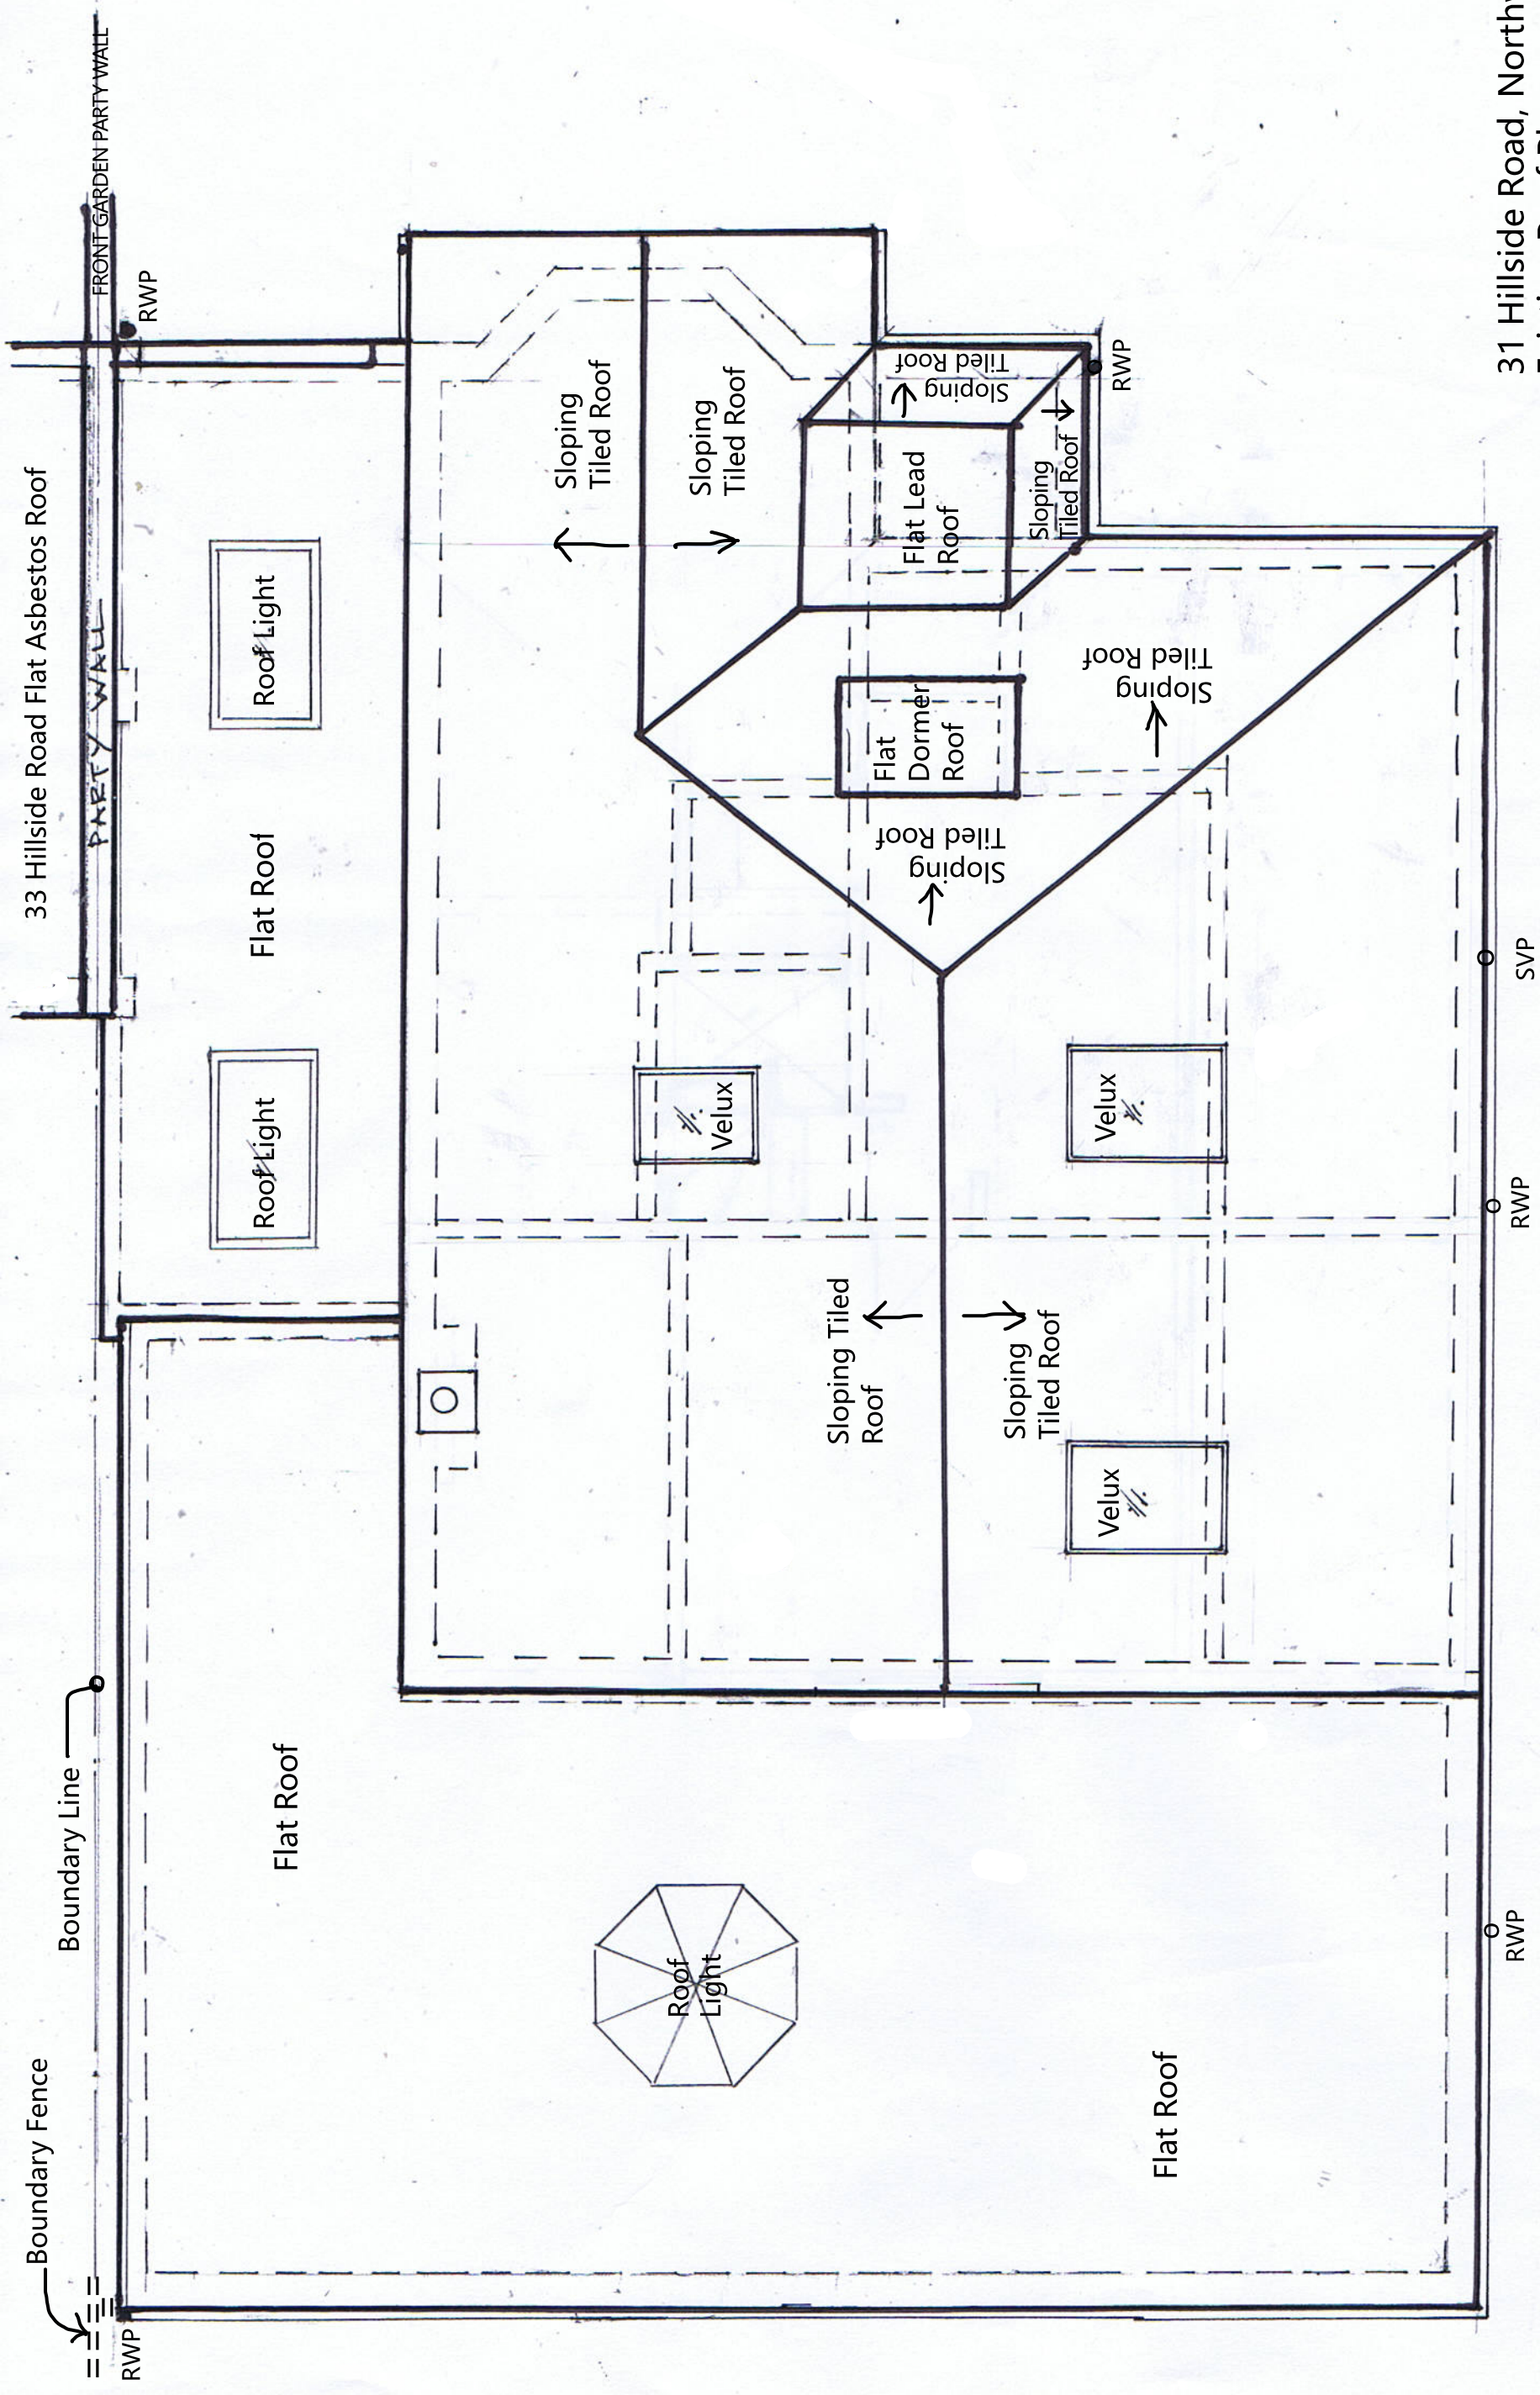 33 Hillside Road Flat Asbestos Roof
FRONT GARDEN PARTY WALL
PARTY WALL
RWP
Boundary Line
Boundary Fence
RWP
Flat Roof
Roof Light
Roof Light
Flat Roof
Sloping
Tiled Roof
Sloping
Tiled Roof
Sloping
Tiled Roof
Flat Lead
Roof
Sloping
Tiled Roof
RWP
Flat
Dormer
Roof
Sloping
Tiled Roof
Sloping
Tiled Roof
Velux
Velux
Velux
Sloping Tiled
Roof
Sloping
Tiled Roof
Roof
Light
Flat Roof
SVP
RWP
RWP
31 Hillside Road,